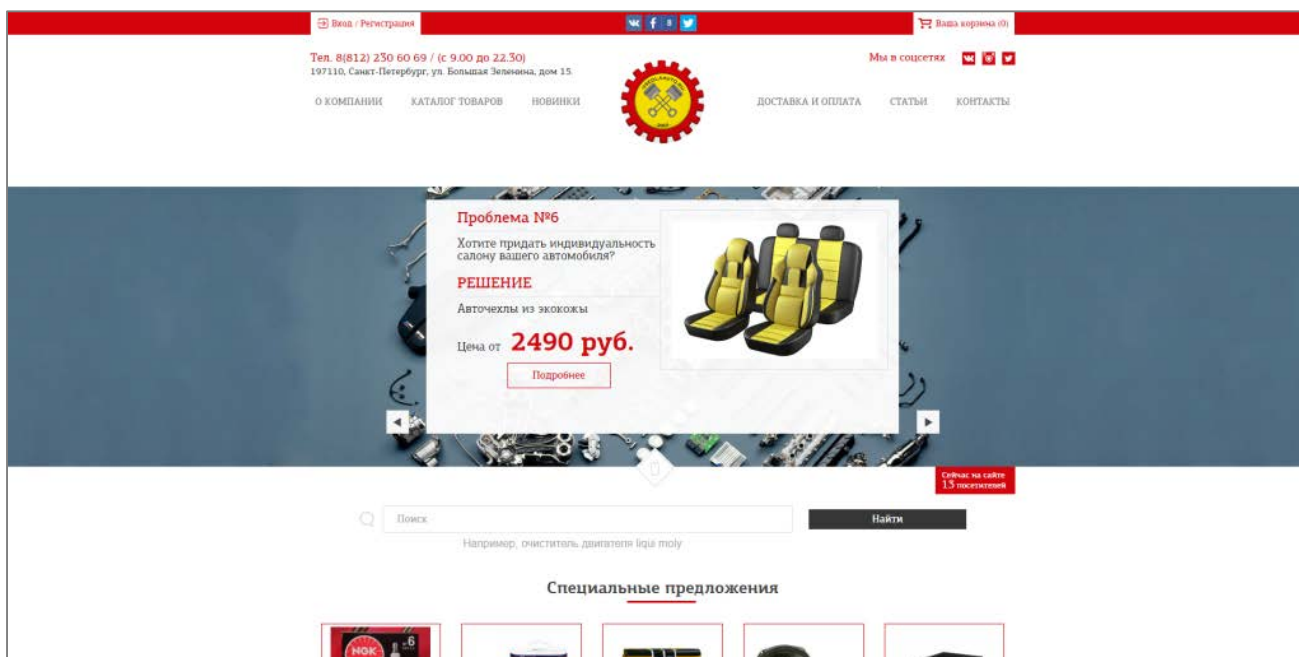 Вход / Регистрация
Ваша корзина (0)
Тел. 8(812) 230 60 69 / (с 9.00 до 22.30)
197110, Санкт-Петербург, ул. Большая Зеленина, дом 15.
Мы в соцсетях
О КОМПАНИИ
КАТАЛОГ ТОВАРОВ
НОВИНКИ
ДОСТАВКА И ОПЛАТА
СТАТЬИ
КОНТАКТЫ
Проблема №6
Хотите придать индивидуальность
салону вашего автомобиля?
РЕШЕНИЕ
Авточехлы из экокожы
Цена от 2490 руб.
Подробнее
Сейчас на сайте
13 посетителей
Поиск
Найти
Например, очиститель двигателя liqui moly
Специальные предложения
NGK
6